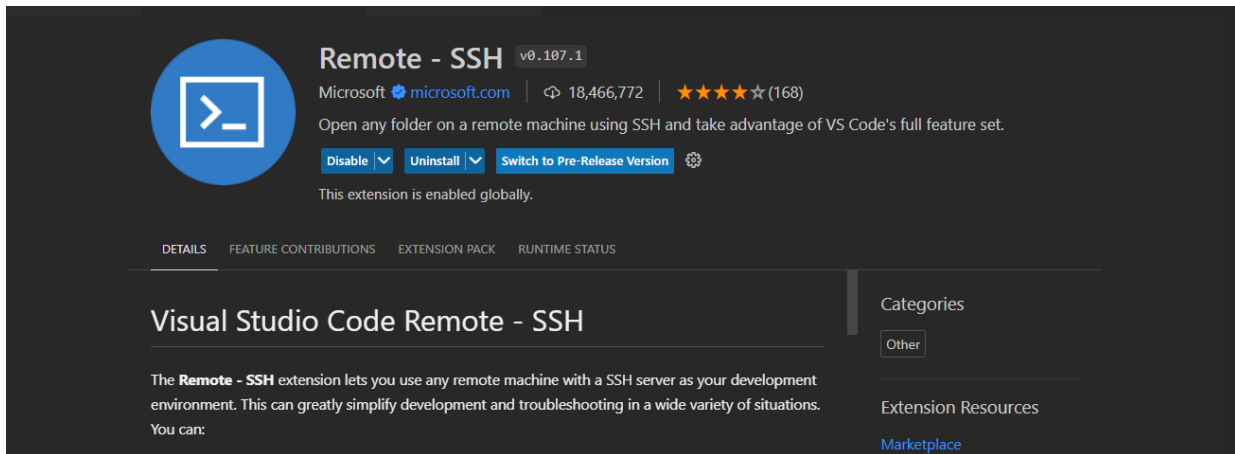 Remote - SSH v0.107.1
Microsoft microsoft.com 18,466,772 (168)
Open any folder on a remote machine using SSH and take advantage of VS Code's full feature set.
Disable Uninstall Switch to Pre-Release Version
This extension is enabled globally.
DETAILS FEATURE CONTRIBUTIONS EXTENSION PACK RUNTIME STATUS
Visual Studio Code Remote - SSH
The Remote - SSH extension lets you use any remote machine with a SSH server as your development
environment. This can greatly simplify development and troubleshooting in a wide variety of situations.
You can:
Categories
Other
Extension Resources
Marketplace